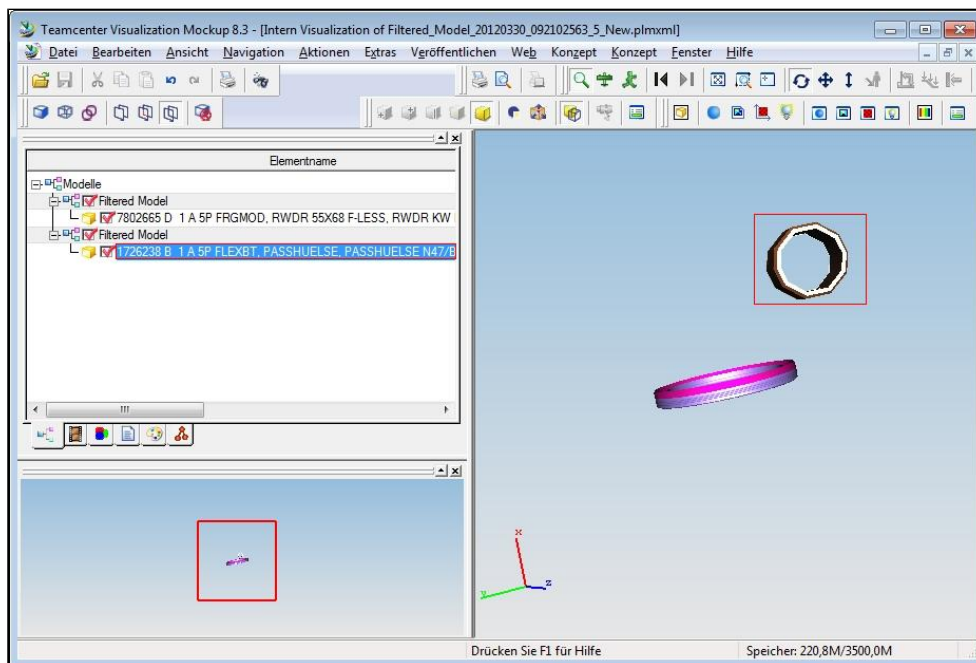 Teamcenter Visualization Mockup 8.3 - [Intern Visualization of Filtered_Model_20120330_092102563_5_New.plmxml]
Datei Bearbeiten Ansicht Navigation Aktionen Extras Veröffentlichen Web Konzept Konzept Fenster Hilfe
Elementname
Modelle
Filtered Model
7802665 D 1 A 5P FRGMOD, RWDR 55X68 F-LESS, RWDR KW
Filtered Model
1726238 B 1 A 5P FLEXBT, PASSHUELSE, PASSHUELSE N47/B
x
y
z
Drücken Sie F1 für Hilfe
Speicher: 220,8M/3500,0M